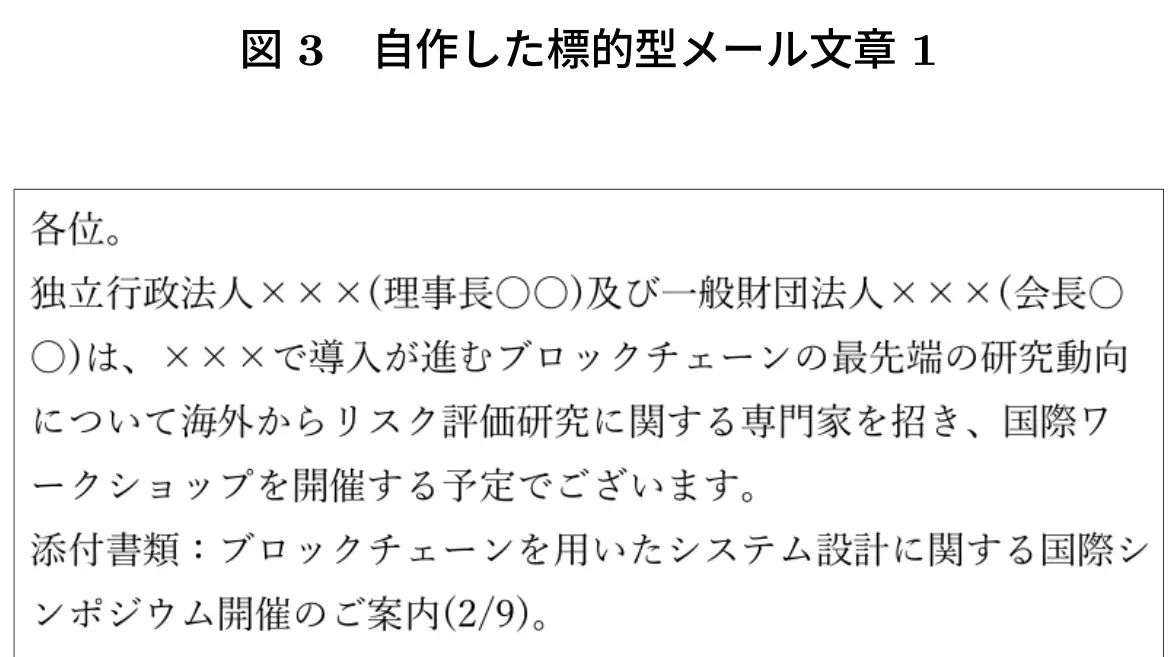 図 3　自作した標的型メール文章 1
各位。
独立行政法人×××(理事長○○)及び一般財団法人×××(会長○
○)は、×××で導入が進むブロックチェーンの最先端の研究動向
について海外からリスク評価研究に関する専門家を招き、国際ワ
ークショップを開催する予定でございます。
添付書類：ブロックチェーンを用いたシステム設計に関する国際シ
ンポジウム開催のご案内(2/9)。